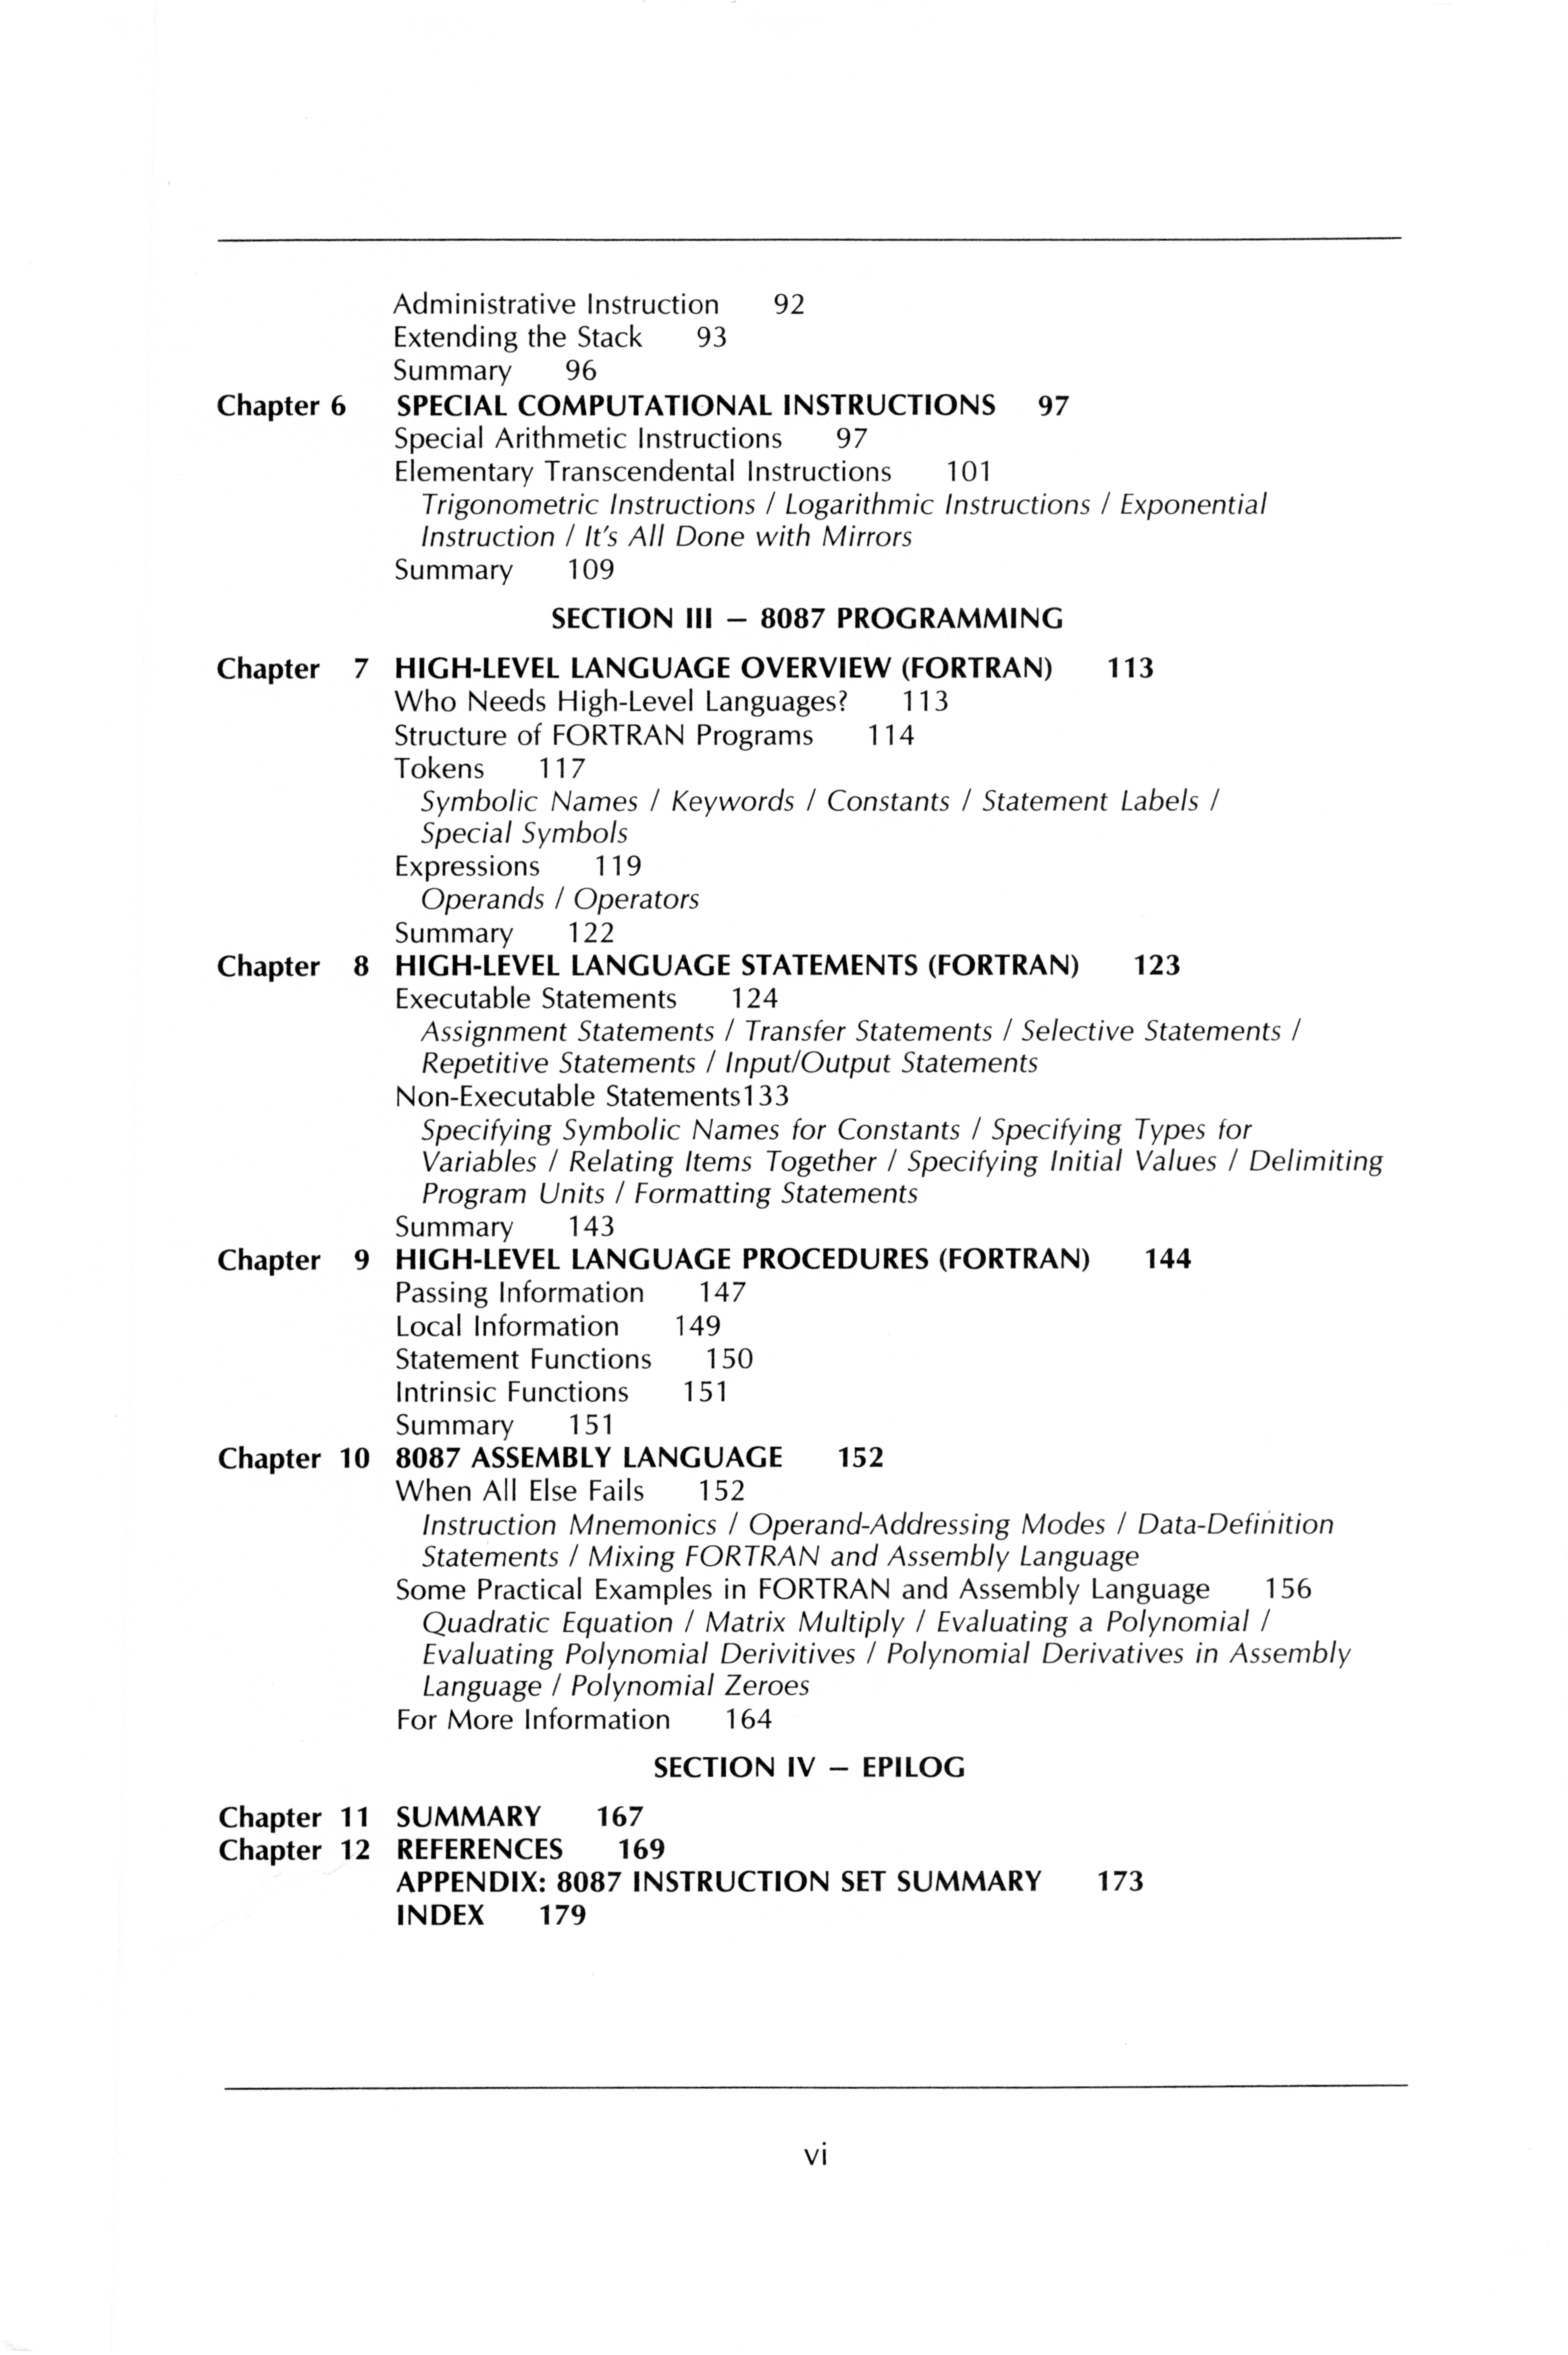 Administrative Instruction 92
Extending the Stack 93
Summary 96
Chapter 6 SPECIAL COMPUTATIONAL INSTRUCTIONS 97
Special Arithmetic Instructions 97
Elementary Transcendental Instructions 101
Trigonometric Instructions / Logarithmic Instructions / Exponential
Instruction / It's All Done with Mirrors
Summary 109
SECTION III – 8087 PROGRAMMING
Chapter 7 HIGH-LEVEL LANGUAGE OVERVIEW (FORTRAN) 113
Who Needs High-Level Languages? 113
Structure of FORTRAN Programs 114
Tokens 117
Symbolic Names / Keywords / Constants / Statement Labels /
Special Symbols
Expressions 119
Operands / Operators
Summary 122
Chapter 8 HIGH-LEVEL LANGUAGE STATEMENTS (FORTRAN) 123
Executable Statements 124
Assignment Statements / Transfer Statements / Selective Statements /
Repetitive Statements / Input/Output Statements
Non-Executable Statements133
Specifying Symbolic Names for Constants / Specifying Types for
Variables / Relating Items Together / Specifying Initial Values / Delimiting
Program Units / Formatting Statements
Summary 143
Chapter 9 HIGH-LEVEL LANGUAGE PROCEDURES (FORTRAN) 144
Passing Information 147
Local Information 149
Statement Functions 150
Intrinsic Functions 151
Summary 151
Chapter 10 8087 ASSEMBLY LANGUAGE 152
When All Else Fails 152
Instruction Mnemonics / Operand-Addressing Modes / Data-Definition
Statements / Mixing FORTRAN and Assembly Language
Some Practical Examples in FORTRAN and Assembly Language 156
Quadratic Equation / Matrix Multiply / Evaluating a Polynomial /
Evaluating Polynomial Derivitives / Polynomial Derivatives in Assembly
Language / Polynomial Zeroes
For More Information 164
SECTION IV – EPILOG
Chapter 11 SUMMARY 167
Chapter 12 REFERENCES 169
APPENDIX: 8087 INSTRUCTION SET SUMMARY 173
INDEX 179
vi